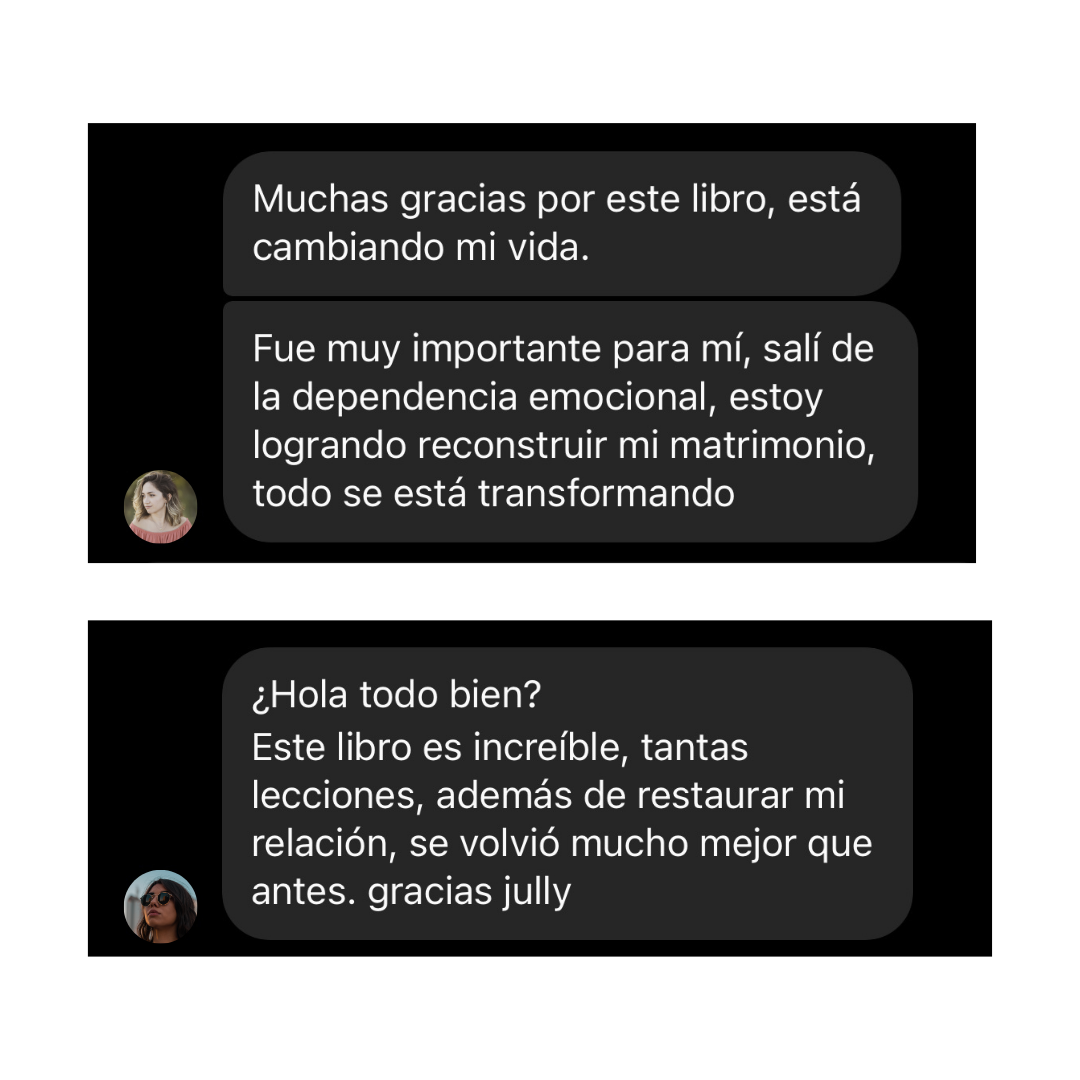 Muchas gracias por este libro, está
cambiando mi vida.
Fue muy importante para mí, salí de
la dependencia emocional, estoy
logrando reconstruir mi matrimonio,
todo se está transformando
¿Hola todo bien?
Este libro es increíble, tantas
lecciones, además de restaurar mi
relación, se volvió mucho mejor que
antes. gracias jully